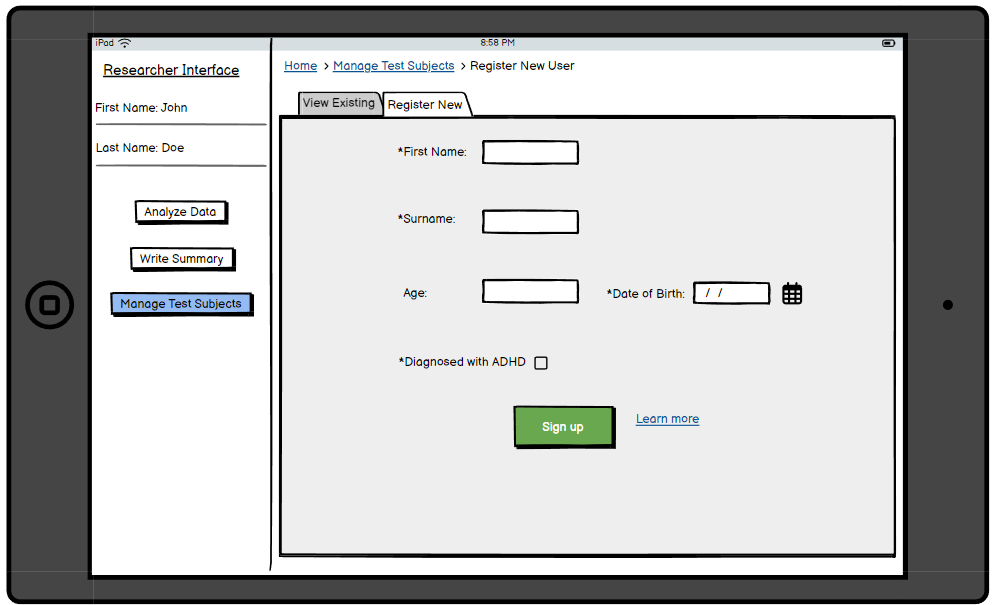 iPad
8:58 PM
Researcher Interface
First Name: John
Last Name: Doe
Analyze Data
Write Summary
Manage Test Subjects
Home > Manage Test Subjects > Register New User
View Existing
Register New
*First Name:
*Surname:
Age:
*Date of Birth: / /
*Diagnosed with ADHD
Sign up
Learn more